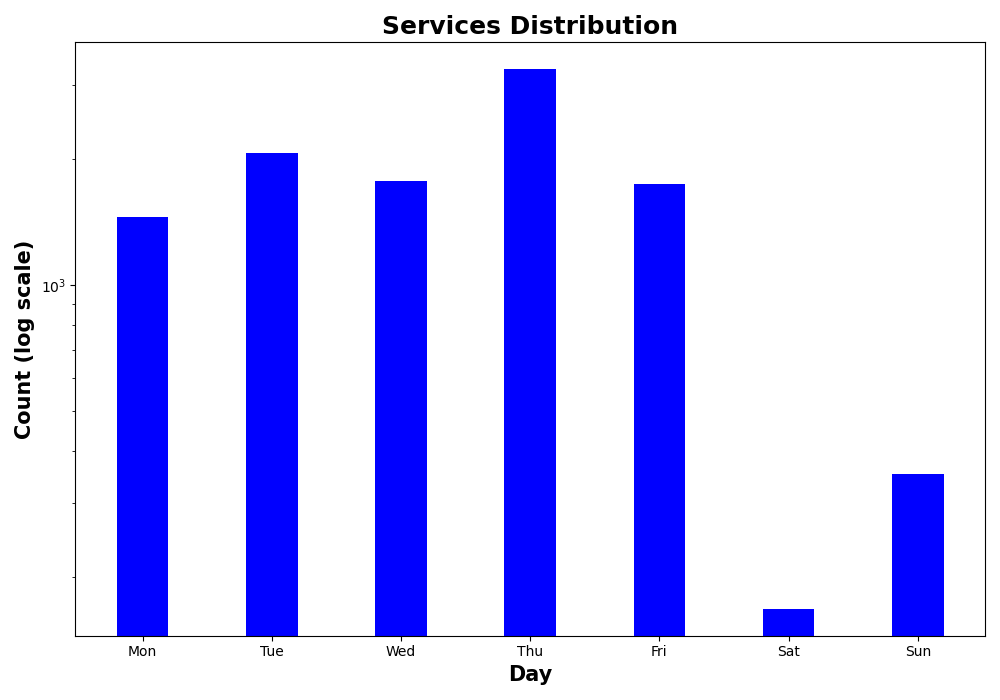 Services Distribution
Count (log scale)
10³
Mon Tue Wed Thu Fri Sat Sun
Day